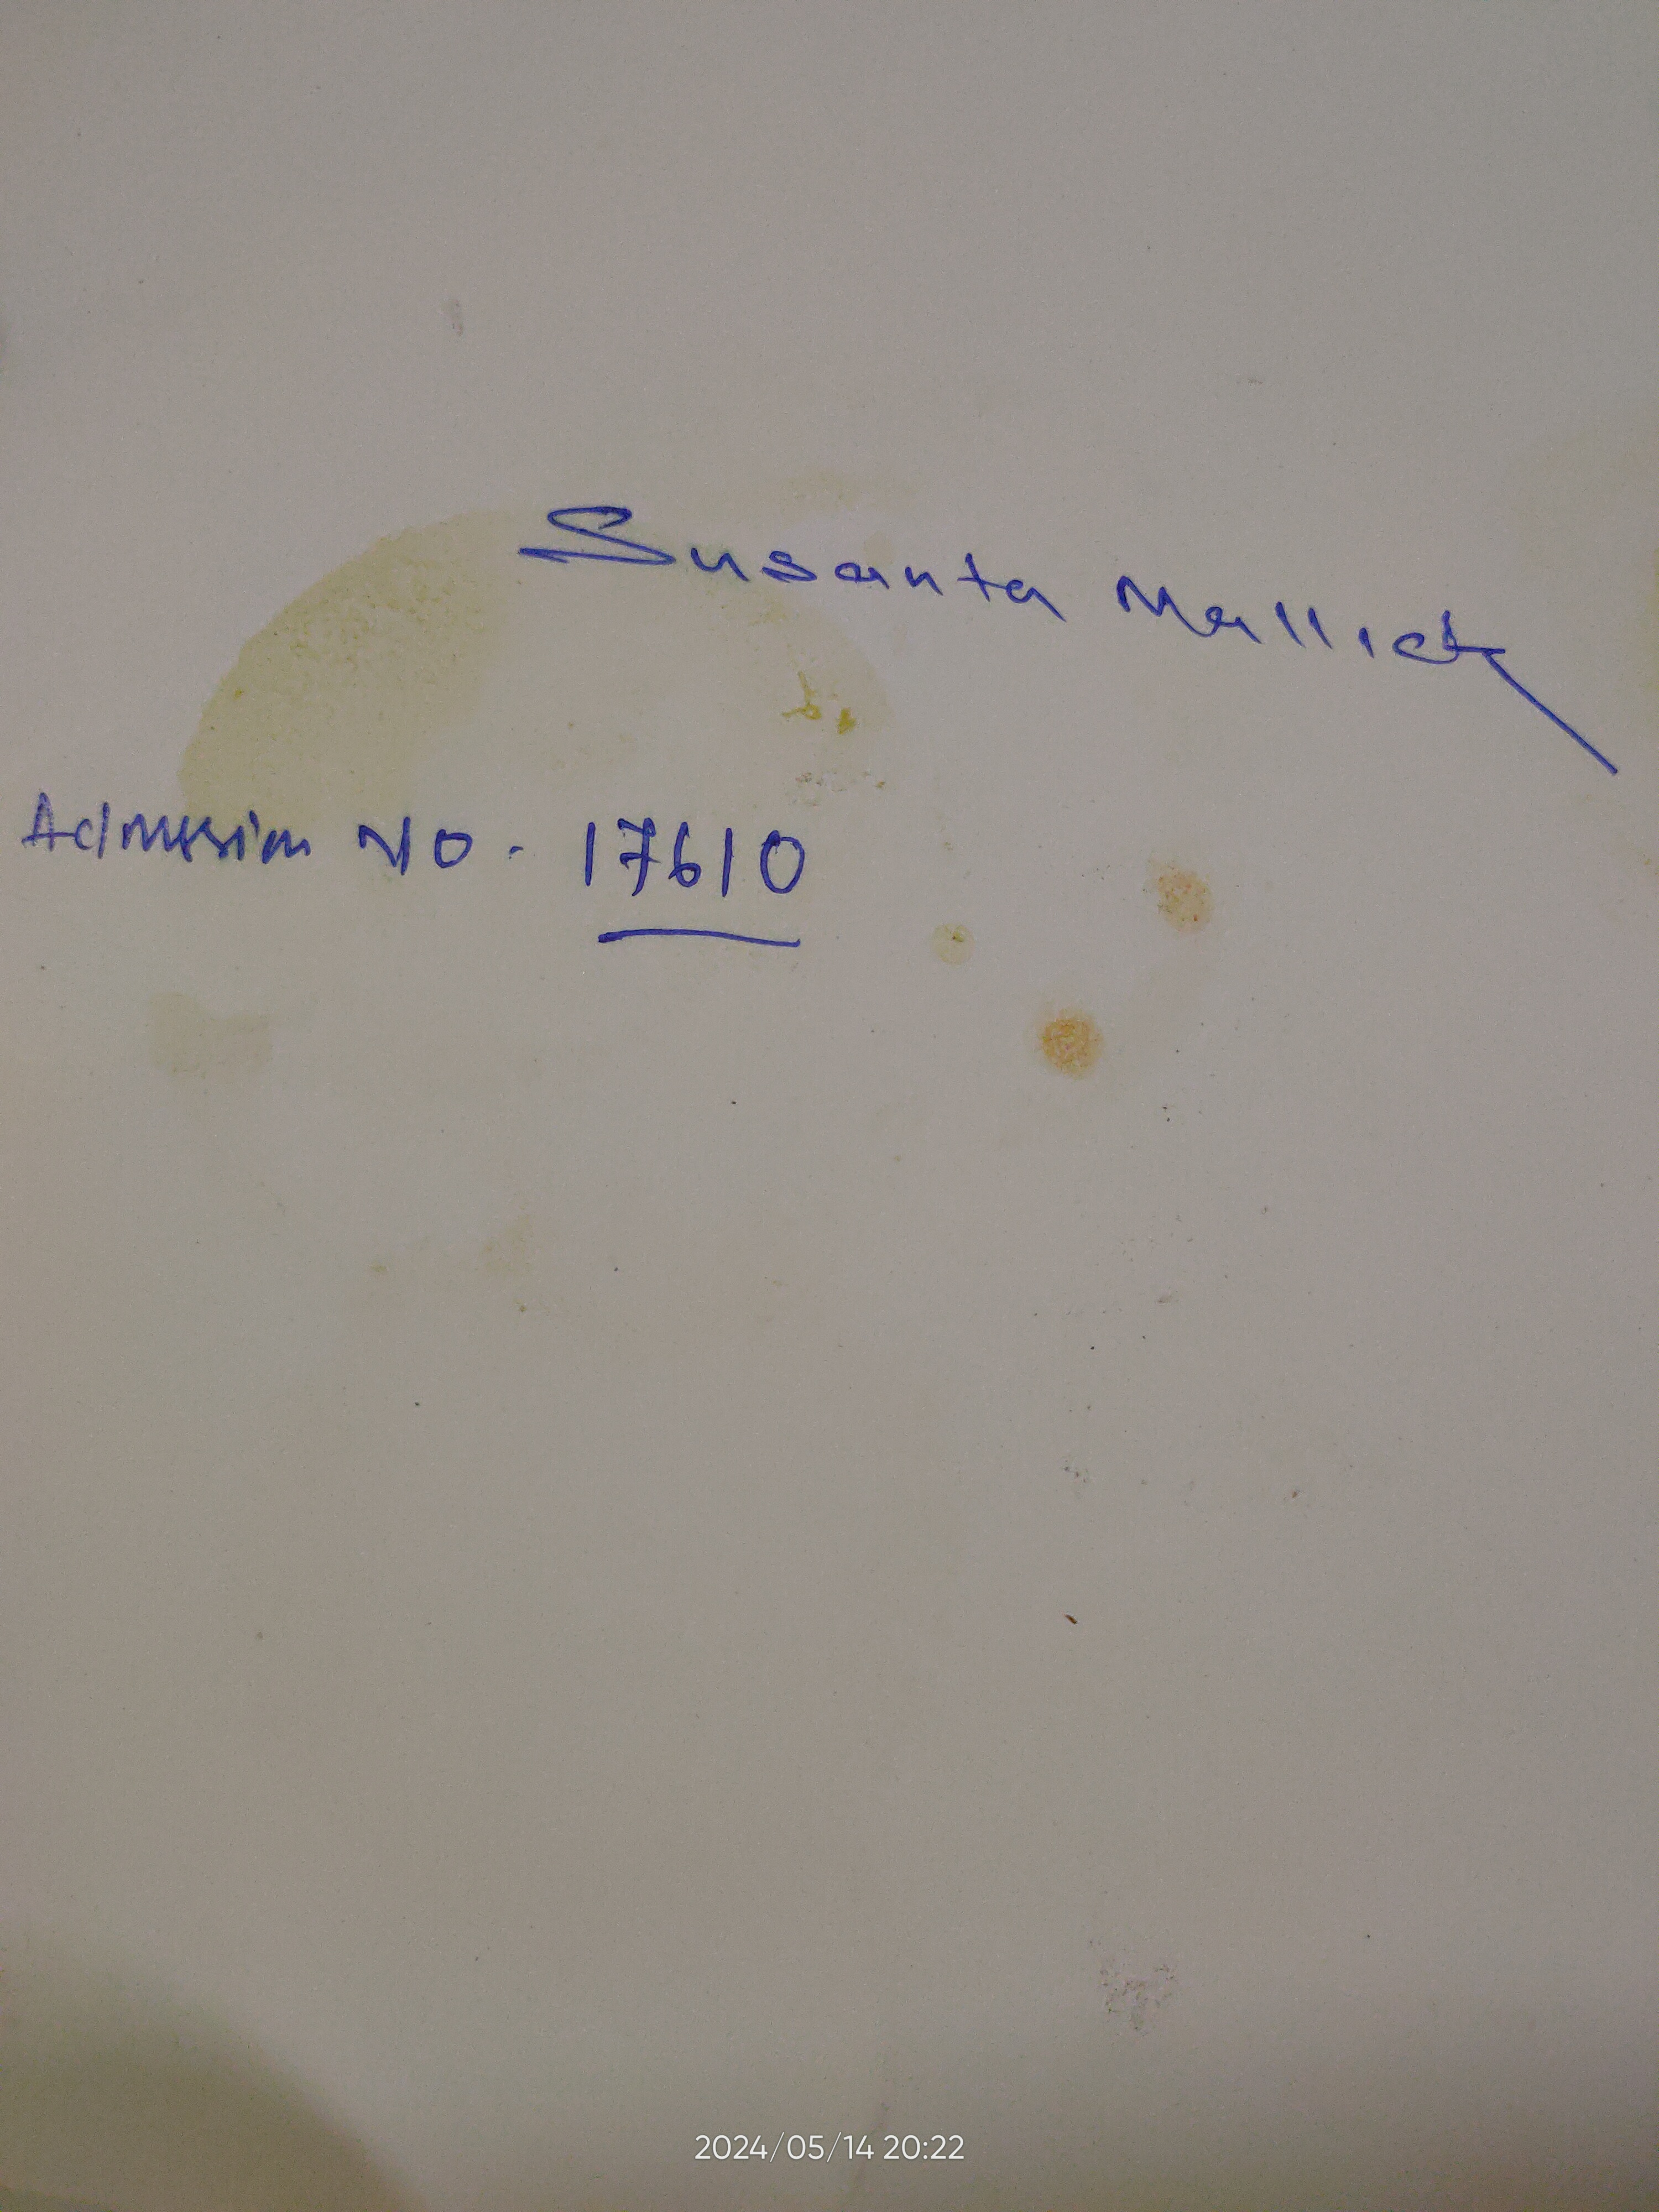 Susanta Mallick
Admission NO. 17610
2024/05/14 20:22